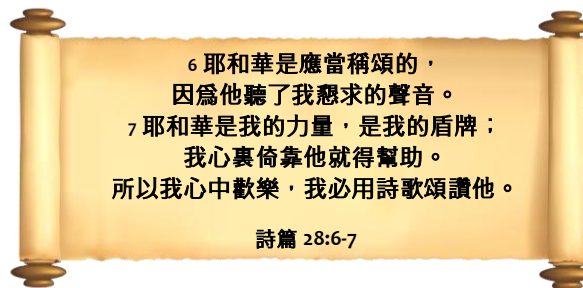 6 耶和華是應當稱頌的，
因爲他聽了我懇求的聲音。
7 耶和華是我的力量，是我的盾牌；
我心裏倚靠他就得幫助。
所以我心中歡樂，我必用詩歌頌讚他。
詩篇 28:6-7